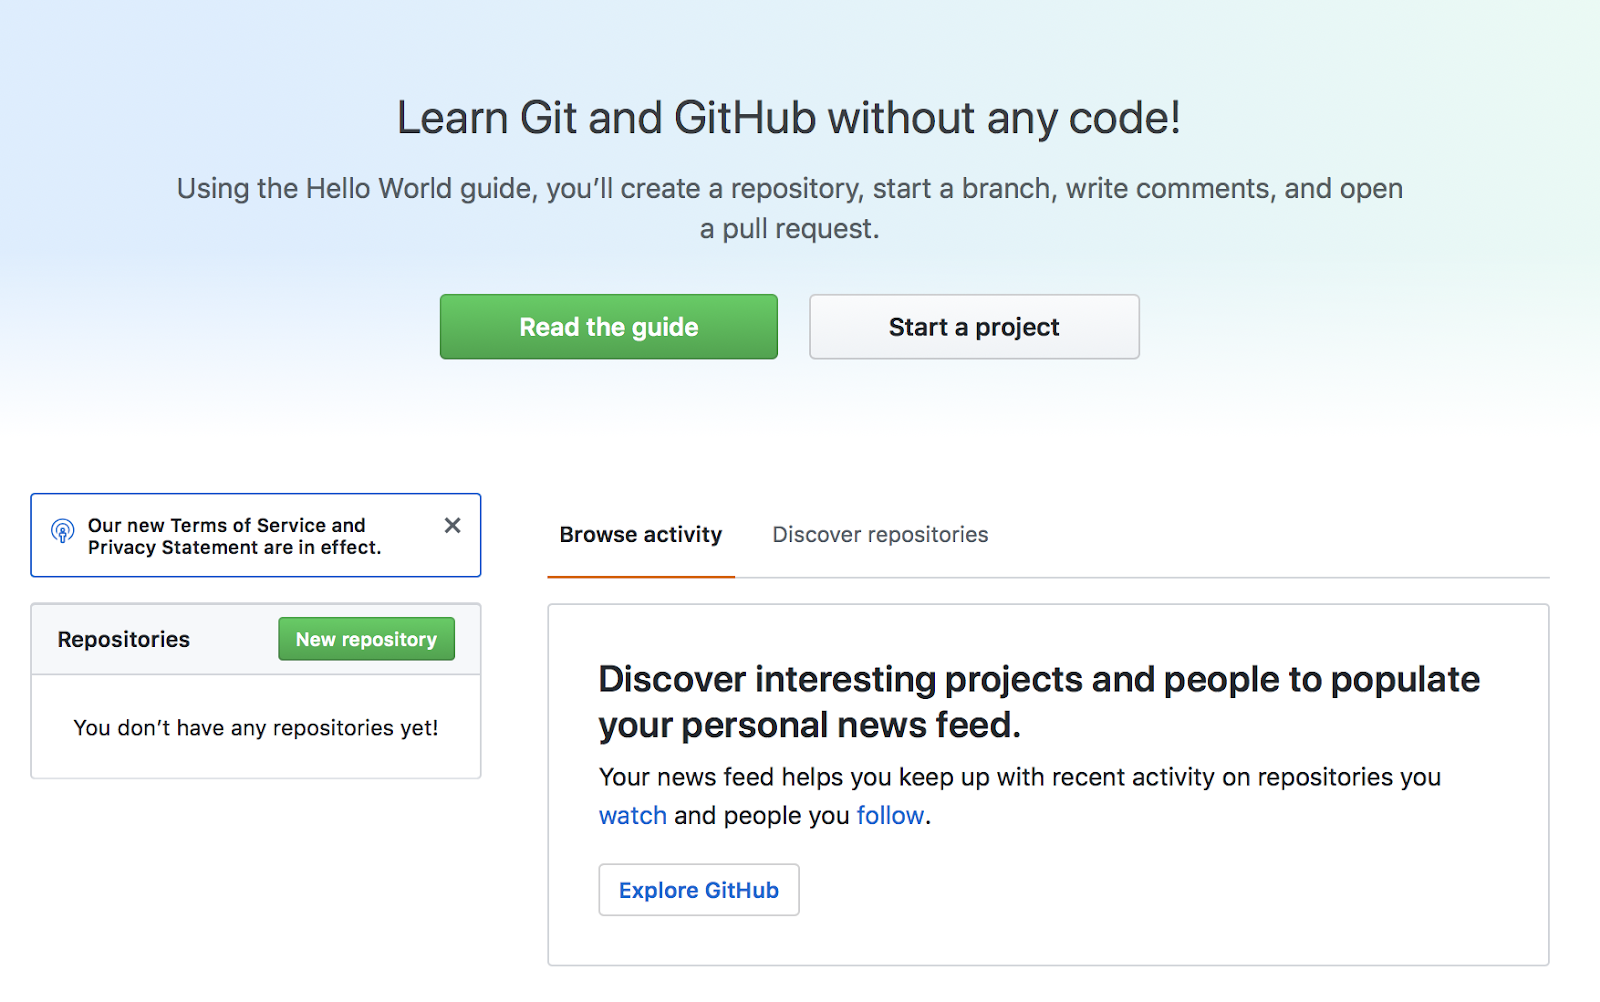 Learn Git and GitHub without any code!
Using the Hello World guide, you’ll create a repository, start a branch, write comments, and open
a pull request.
Read the guide
Start a project
Our new Terms of Service and
Privacy Statement are in effect.
Repositories
New repository
You don’t have any repositories yet!
Browse activity
Discover repositories
Discover interesting projects and people to populate
your personal news feed.
Your news feed helps you keep up with recent activity on repositories you
watch and people you follow.
Explore GitHub